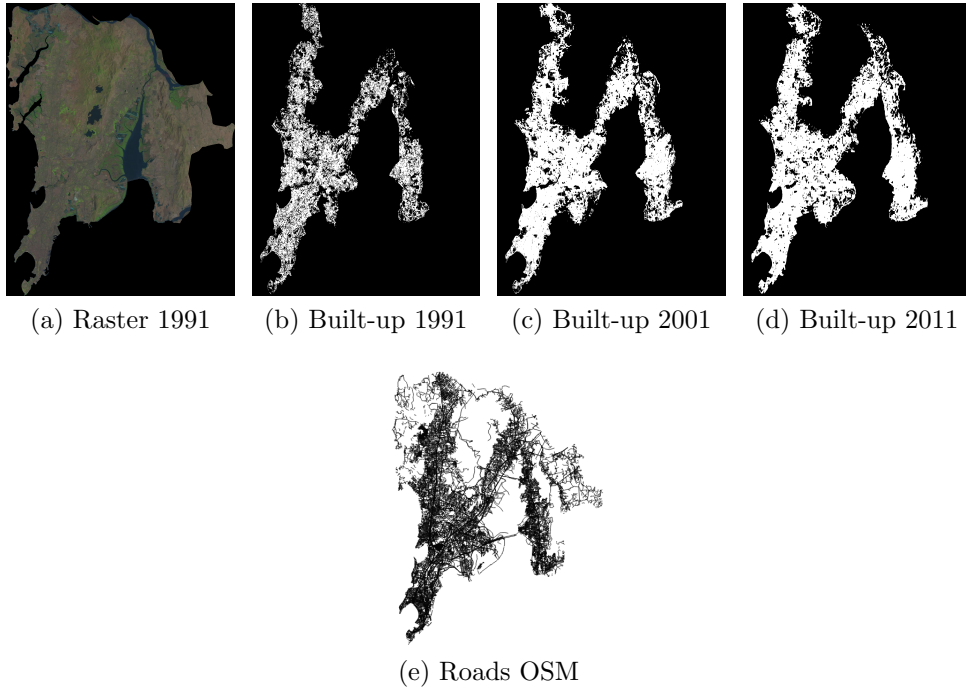 (a) Raster 1991
(b) Built-up 1991
(c) Built-up 2001
(d) Built-up 2011
(e) Roads OSM